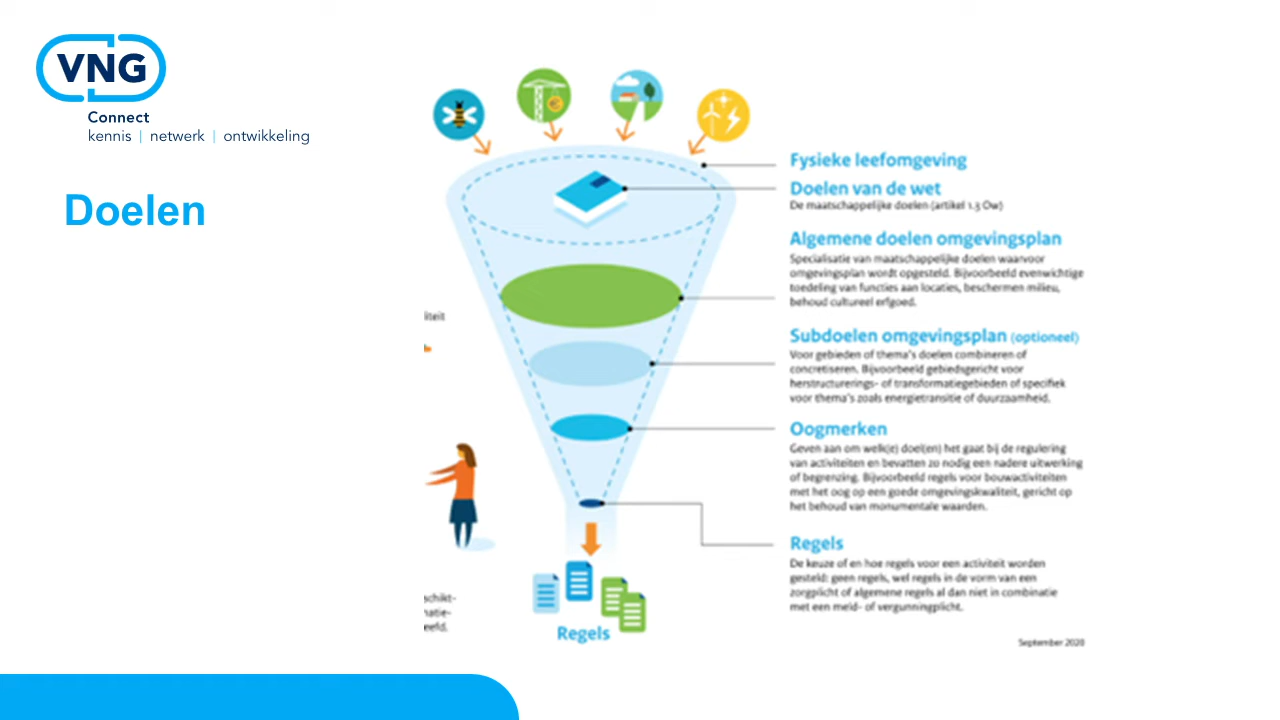 VNG
Connect
kennis | netwerk | ontwikkeling
Doelen
Fysieke leefomgeving
Doelen van de wet
De maatschappelijke doelen (artikel 1.3 Ow)
Algemene doelen omgevingsplan
Specialisatie van maatschappelijke doelen waarvoor
omgevingsplan wordt opgesteld. Bijvoorbeeld evenwichtige
toedeling van functies aan locaties, beschermen milieu,
behoud cultureel erfgoed.
iteit
Subdoelen omgevingsplan (optioneel)
Voor gebieden of thema's doelen combineren of
concretiseren. Bijvoorbeeld gebiedsgericht voor
herstructurerings- of transformatiegebieden of specifiek
voor thema's zoals energietransitie of duurzaamheid.
Oogmerken
Geven aan om welk(e) doel(en) het gaat bij de regulering
van activiteiten en bevatten zo nodig een nadere uitwerking
of begrenzing. Bijvoorbeeld regels voor bouwactiviteiten
met het oog op een goede omgevingskwaliteit, gericht op
het behoud van monumentale waarden.
Regels
De keuze of en hoe regels voor een activiteit worden
gesteld: geen regels, wel regels in de vorm van een
zorgplicht of algemene regels al dan niet in combinatie
met een meld- of vergunningplicht.
schikt-
natie-
eefd.
Regels
September 2020